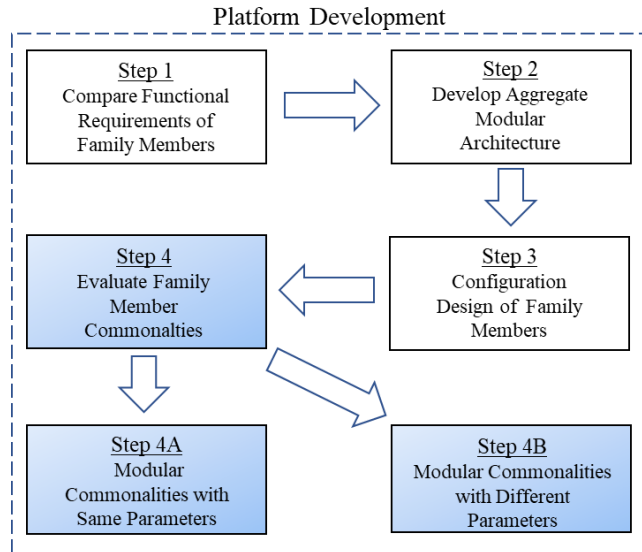 Platform Development
Step 1
Compare Functional
Requirements of
Family Members
Step 2
Develop Aggregate
Modular
Architecture
Step 3
Configuration
Design of Family
Members
Step 4
Evaluate Family
Member
Commonalties
Step 4A
Modular
Commonalities with
Same Parameters
Step 4B
Modular Commonalities
with Different
Parameters